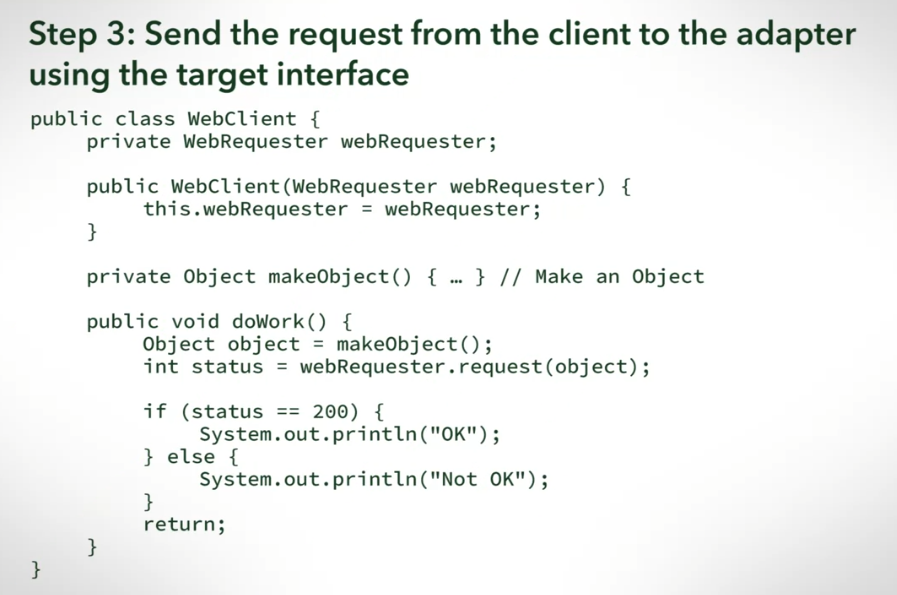 Step 3: Send the request from the client to the adapter
using the target interface
public class WebClient {
private WebRequester webRequester;
public WebClient(WebRequester webRequester) {
this.webRequester = webRequester;
}
private Object makeObject() { … } // Make an Object
public void doWork() {
Object object = makeObject();
int status = webRequester.request(object);
if (status == 200) {
System.out.println("OK");
} else {
System.out.println("Not OK");
}
return;
}
}